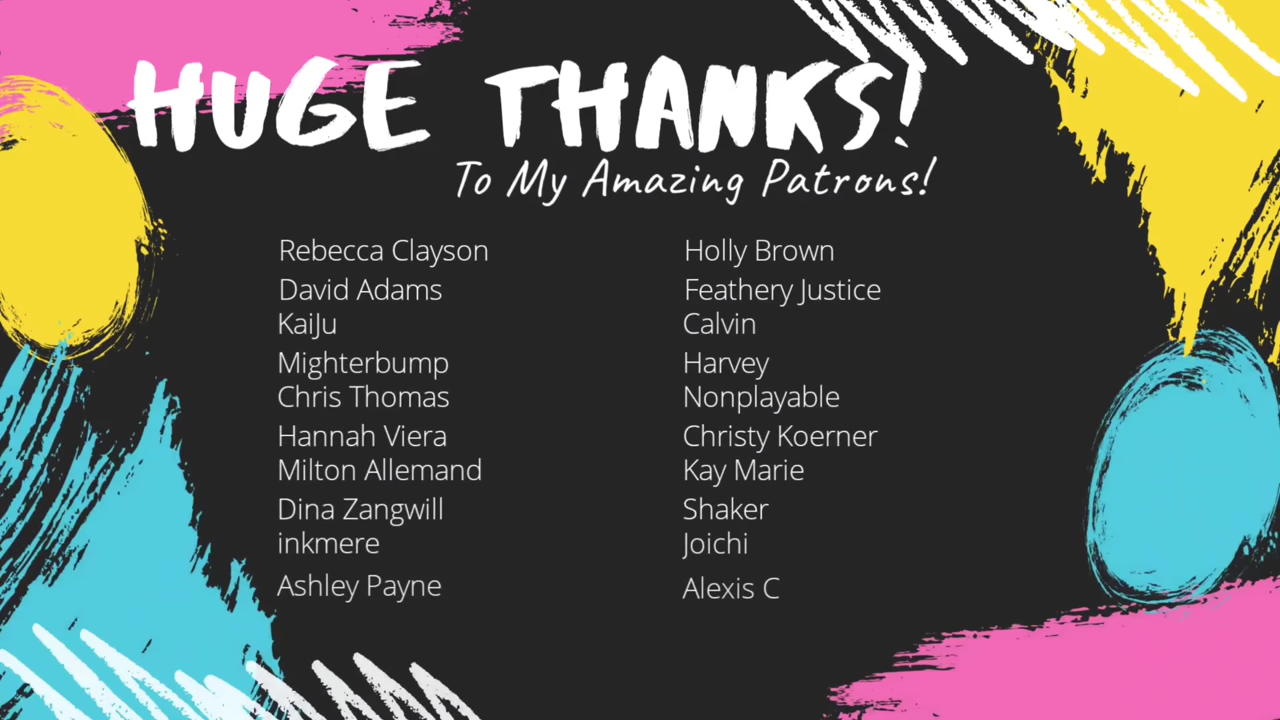 HUGE THANKS!
To My Amazing Patrons!
Rebecca Clayson
David Adams
KaiJu
Mighterbump
Chris Thomas
Hannah Viera
Milton Allemand
Dina Zangwill
inkmere
Ashley Payne
Holly Brown
Feathery Justice
Calvin
Harvey
Nonplayable
Christy Koerner
Kay Marie
Shaker
Joichi
Alexis C